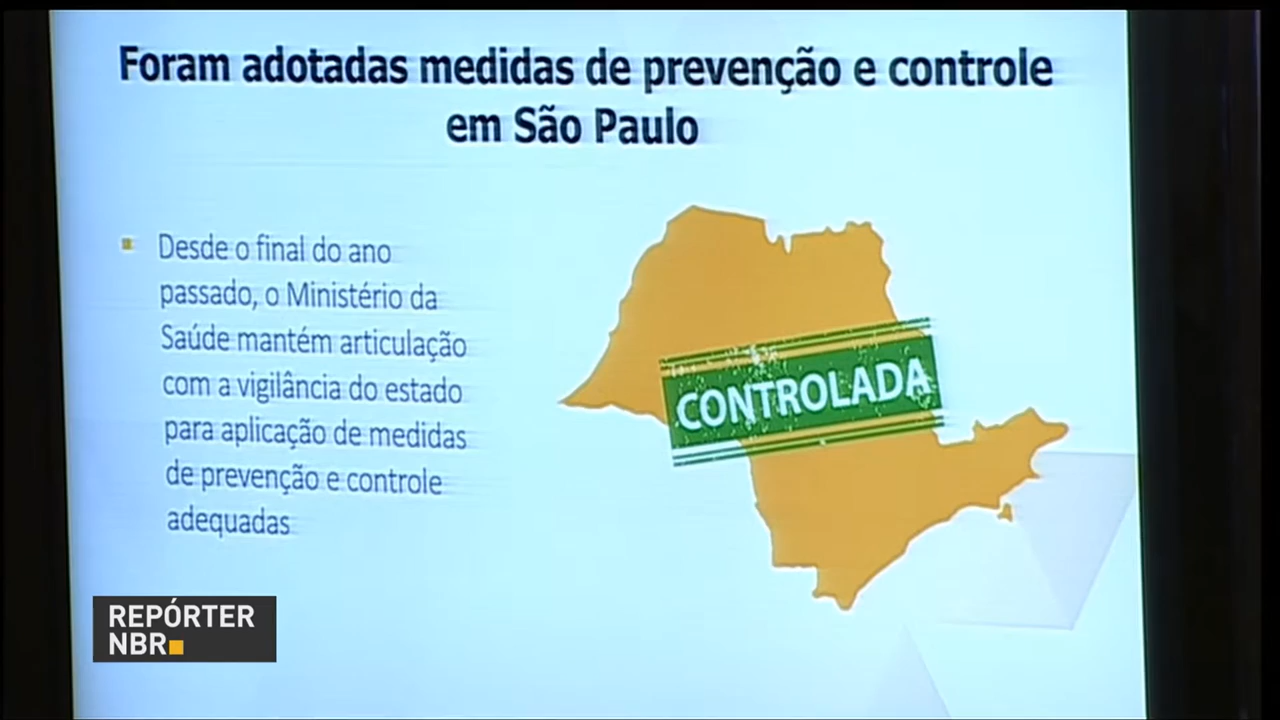 Foram adotadas medidas de prevenção e controle
em São Paulo
Desde o final do ano
passado, o Ministério da
Saúde mantém articulação
com a vigilância do estado
para aplicação de medidas
de prevenção e controle
adequadas
CONTROLADA
REPÓRTER
NBR